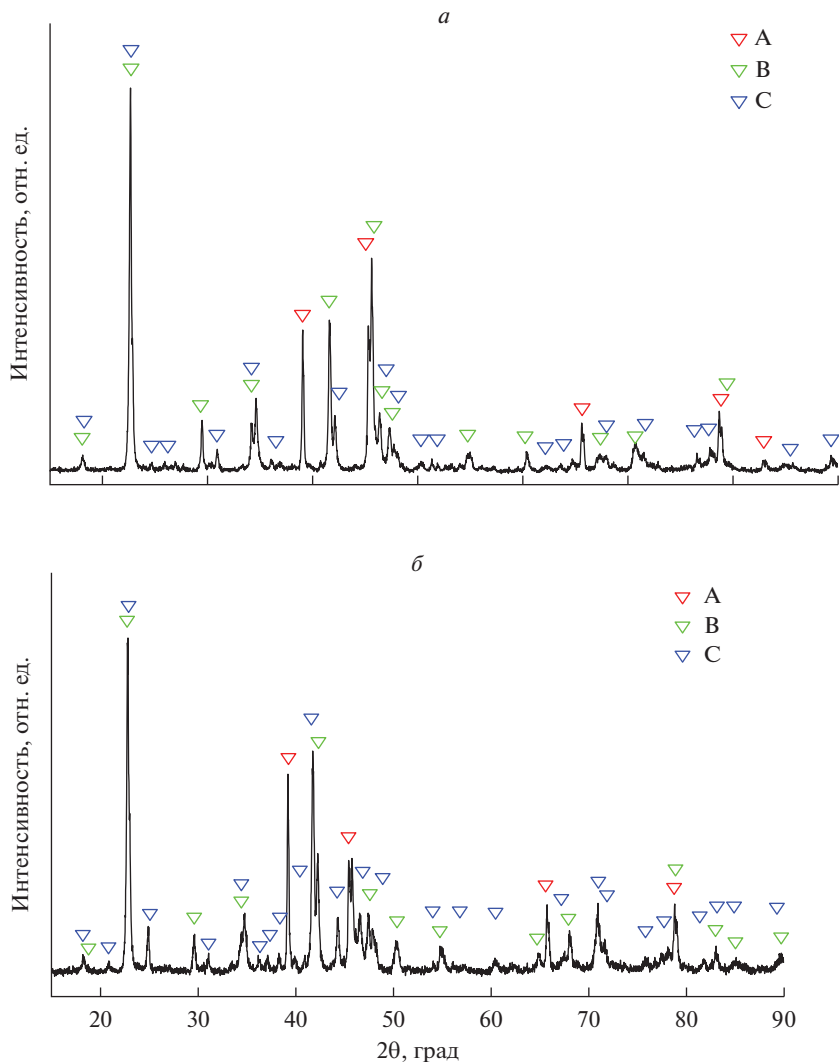 а
A
B
C
Интенсивность, отн. ед.
б
A
B
C
Интенсивность, отн. ед.
20 30 40 50 60 70 80 90
2θ, град